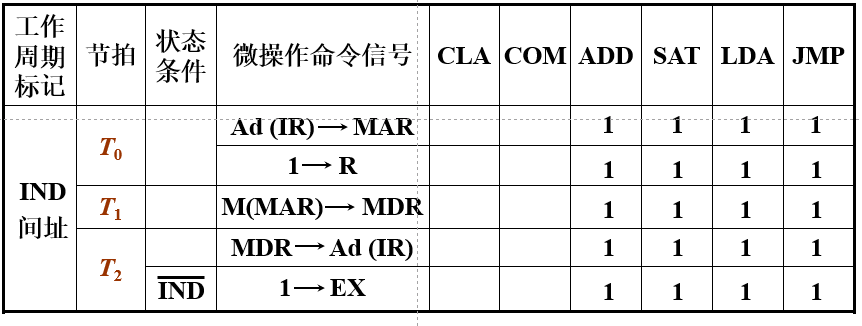 工作周期标记 节拍 状态条件 微操作命令信号 CLA COM ADD SAT LDA JMP
IND 间址 T0 Ad (IR)→ MAR 1 1 1 1
1→ R 1 1 1 1
T1 M(MAR)→ MDR 1 1 1 1
T2 MDR→ Ad (IR) 1 1 1 1
I̅N̅D̅ 1→ EX 1 1 1 1